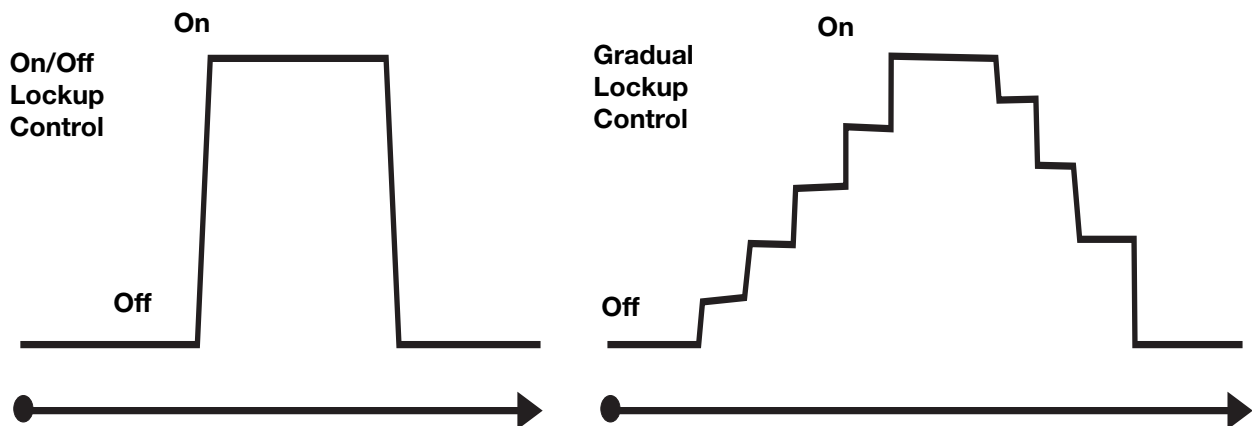 On
On/Off
Lockup
Control
Off
On
Gradual
Lockup
Control
Off